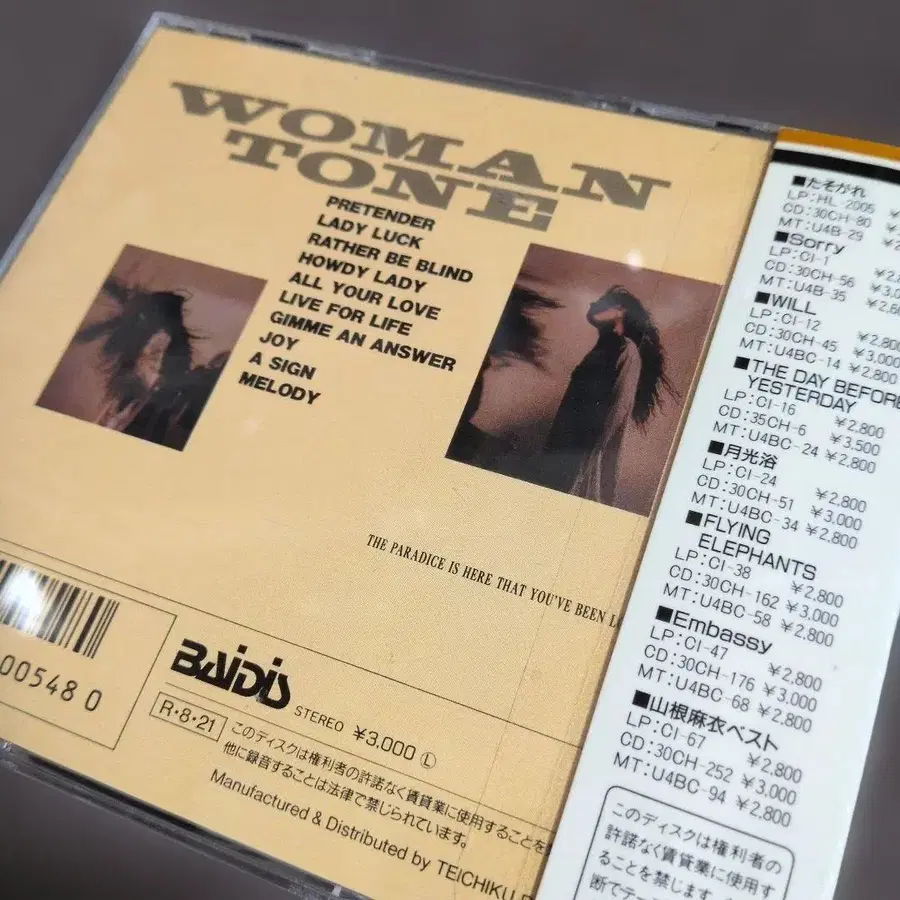 WOMAN
TONE
PRETENDER
LADY LUCK
RATHER BE BLIND
HOWDY LADY
ALL YOUR LOVE
LIVE FOR LIFE
GIMME AN ANSWER
JOY
A SIGN
MELODY
THE PARADICE IS HERE THAT YOU'VE BEEN
005480
BAIDIS
STEREO ¥3,000 Ⓛ
R・8・21
このディスクは権利者の許諾なく賃貸業に使用することを
他に録音することは法律で禁じられています。
Manufactured & Distributed by TEICHIKU
■たそがれ
LP:HL-2005
CD:30CH-80
MT:U4B-29
■Sorry
LP:CI-1
CD:30CH-56
MT:U4B-35
■WILL
LP:CI-12 ¥2,800
CD:30CH-45 ¥3,000
MT:U4BC-14 ¥2,800
■THE DAY BEFORE
YESTERDAY
LP:CI-16 ¥2,800
CD:35CH-6 ¥3,500
MT:U4BC-24 ¥2,800
■月光浴
LP:CI-24 ¥2,800
CD:30CH-51 ¥3,000
MT:U4BC-34 ¥2,800
■FLYING
ELEPHANTS
LP:CI-38 ¥2,800
CD:30CH-162 ¥3,000
MT:U4BC-58 ¥2,800
■Embassy
LP:CI-47 ¥2,800
CD:30CH-176 ¥3,000
MT:U4BC-68 ¥2,800
■山根麻衣ベスト
LP:CI-67 ¥2,800
CD:30CH-252 ¥3,000
MT:U4BC-94 ¥2,800
このディスクは権利者の
許諾なく賃貸業に使用す
ることを禁じます。
断でテー